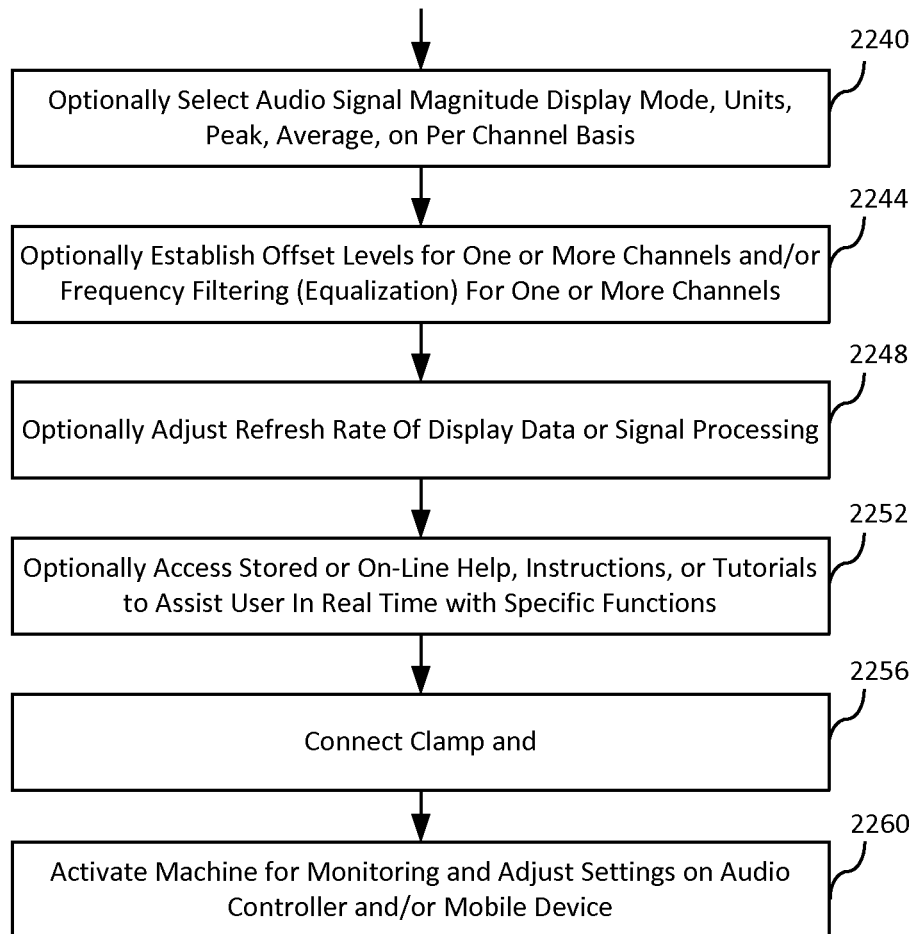 2240
Optionally Select Audio Signal Magnitude Display Mode, Units,
Peak, Average, on Per Channel Basis
2244
Optionally Establish Offset Levels for One or More Channels and/or
Frequency Filtering (Equalization) For One or More Channels
2248
Optionally Adjust Refresh Rate Of Display Data or Signal Processing
2252
Optionally Access Stored or On-Line Help, Instructions, or Tutorials
to Assist User In Real Time with Specific Functions
2256
Connect Clamp and
2260
Activate Machine for Monitoring and Adjust Settings on Audio
Controller and/or Mobile Device